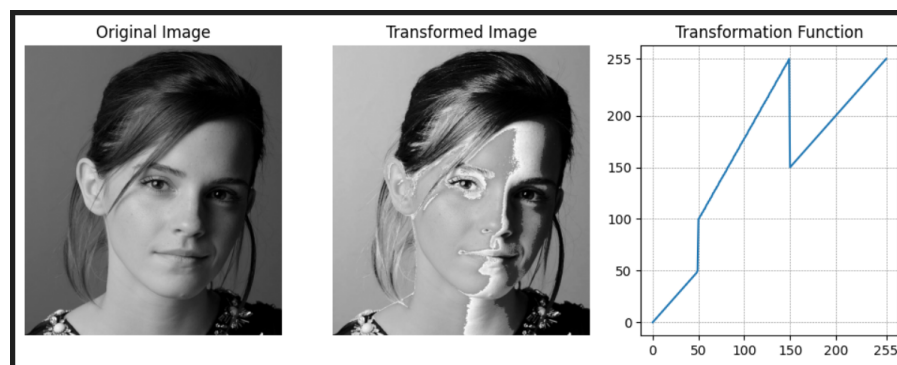 Original Image
Transformed Image
Transformation Function
255
200
150
100
50
0
0 50 100 150 200 255